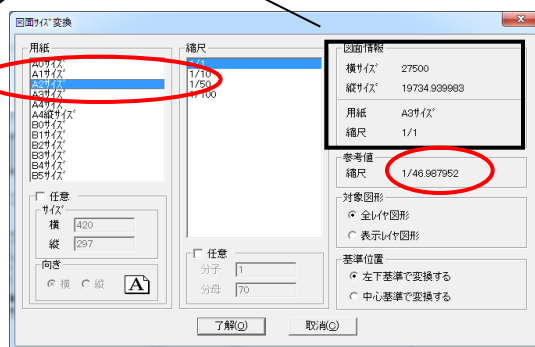 図面ｻｲｽﾞ変換
用紙
A0ｻｲｽﾞ
A1ｻｲｽﾞ
A2ｻｲｽﾞ
A3ｻｲｽﾞ
A4ｻｲｽﾞ
A4縦ｻｲｽﾞ
B0ｻｲｽﾞ
B1ｻｲｽﾞ
B2ｻｲｽﾞ
B3ｻｲｽﾞ
B4ｻｲｽﾞ
B5ｻｲｽﾞ
任意
ｻｲｽﾞ
横 420
縦 297
向き
横 縦 A
縮尺
1/1
1/10
1/50
1/100
任意
分子 1
分母 70
図面情報
横ｻｲｽﾞ 27500
縦ｻｲｽﾞ 19734.939983
用紙 A3ｻｲｽﾞ
縮尺 1/1
参考値
縮尺 1/46.987952
対象図形
全ﾚｲﾔ図形
表示ﾚｲﾔ図形
基準位置
左下基準で変換する
中心基準で変換する
了解(O) 取消(C)